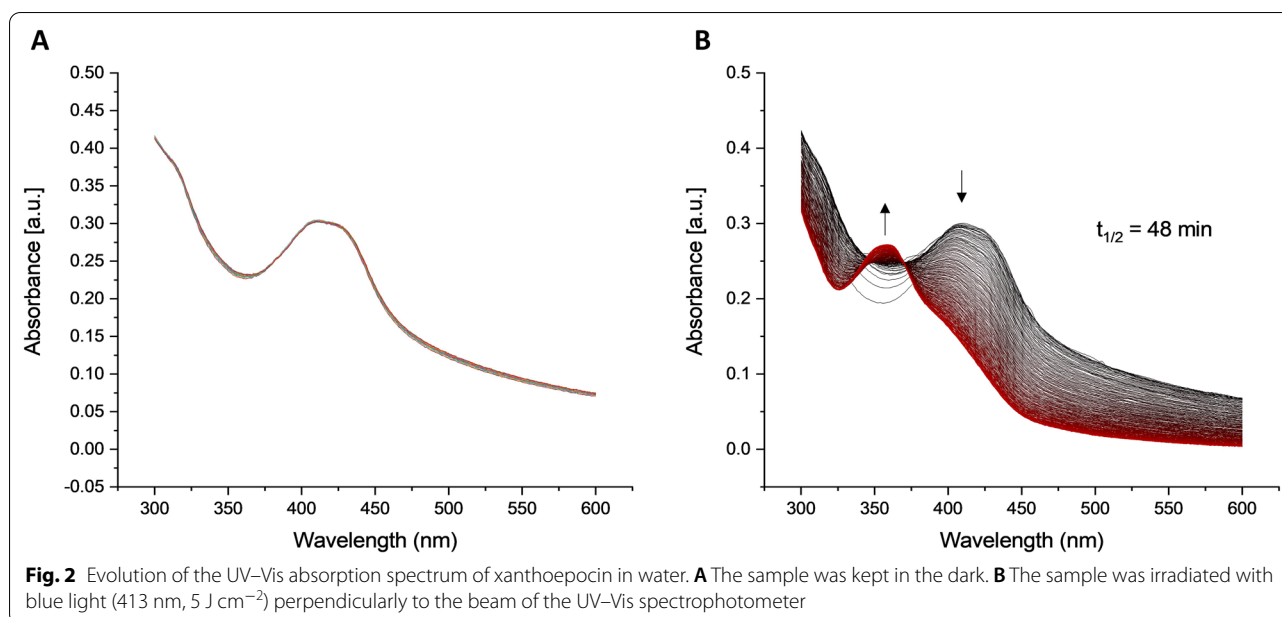 A
0.50
0.45
0.40
0.35
0.30
0.25
0.20
0.15
0.10
0.05
0.00
-0.05
Absorbance [a.u.]
300 350 400 450 500 550 600
Wavelength (nm)
B
0.5
0.4
0.3
0.2
0.1
0.0
Absorbance [a.u.]
t1/2 = 48 min
300 350 400 450 500 550 600
Wavelength (nm)
Fig. 2 Evolution of the UV–Vis absorption spectrum of xanthoepocin in water. A The sample was kept in the dark. B The sample was irradiated with
blue light (413 nm, 5 J cm−2) perpendicularly to the beam of the UV–Vis spectrophotometer